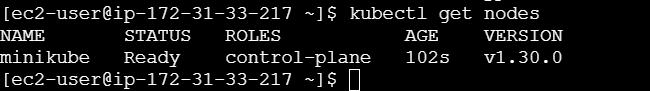 [ec2-user@ip-172-31-33-217 ~]$ kubectl get nodes
NAME STATUS ROLES AGE VERSION
minikube Ready control-plane 102s v1.30.0
[ec2-user@ip-172-31-33-217 ~]$